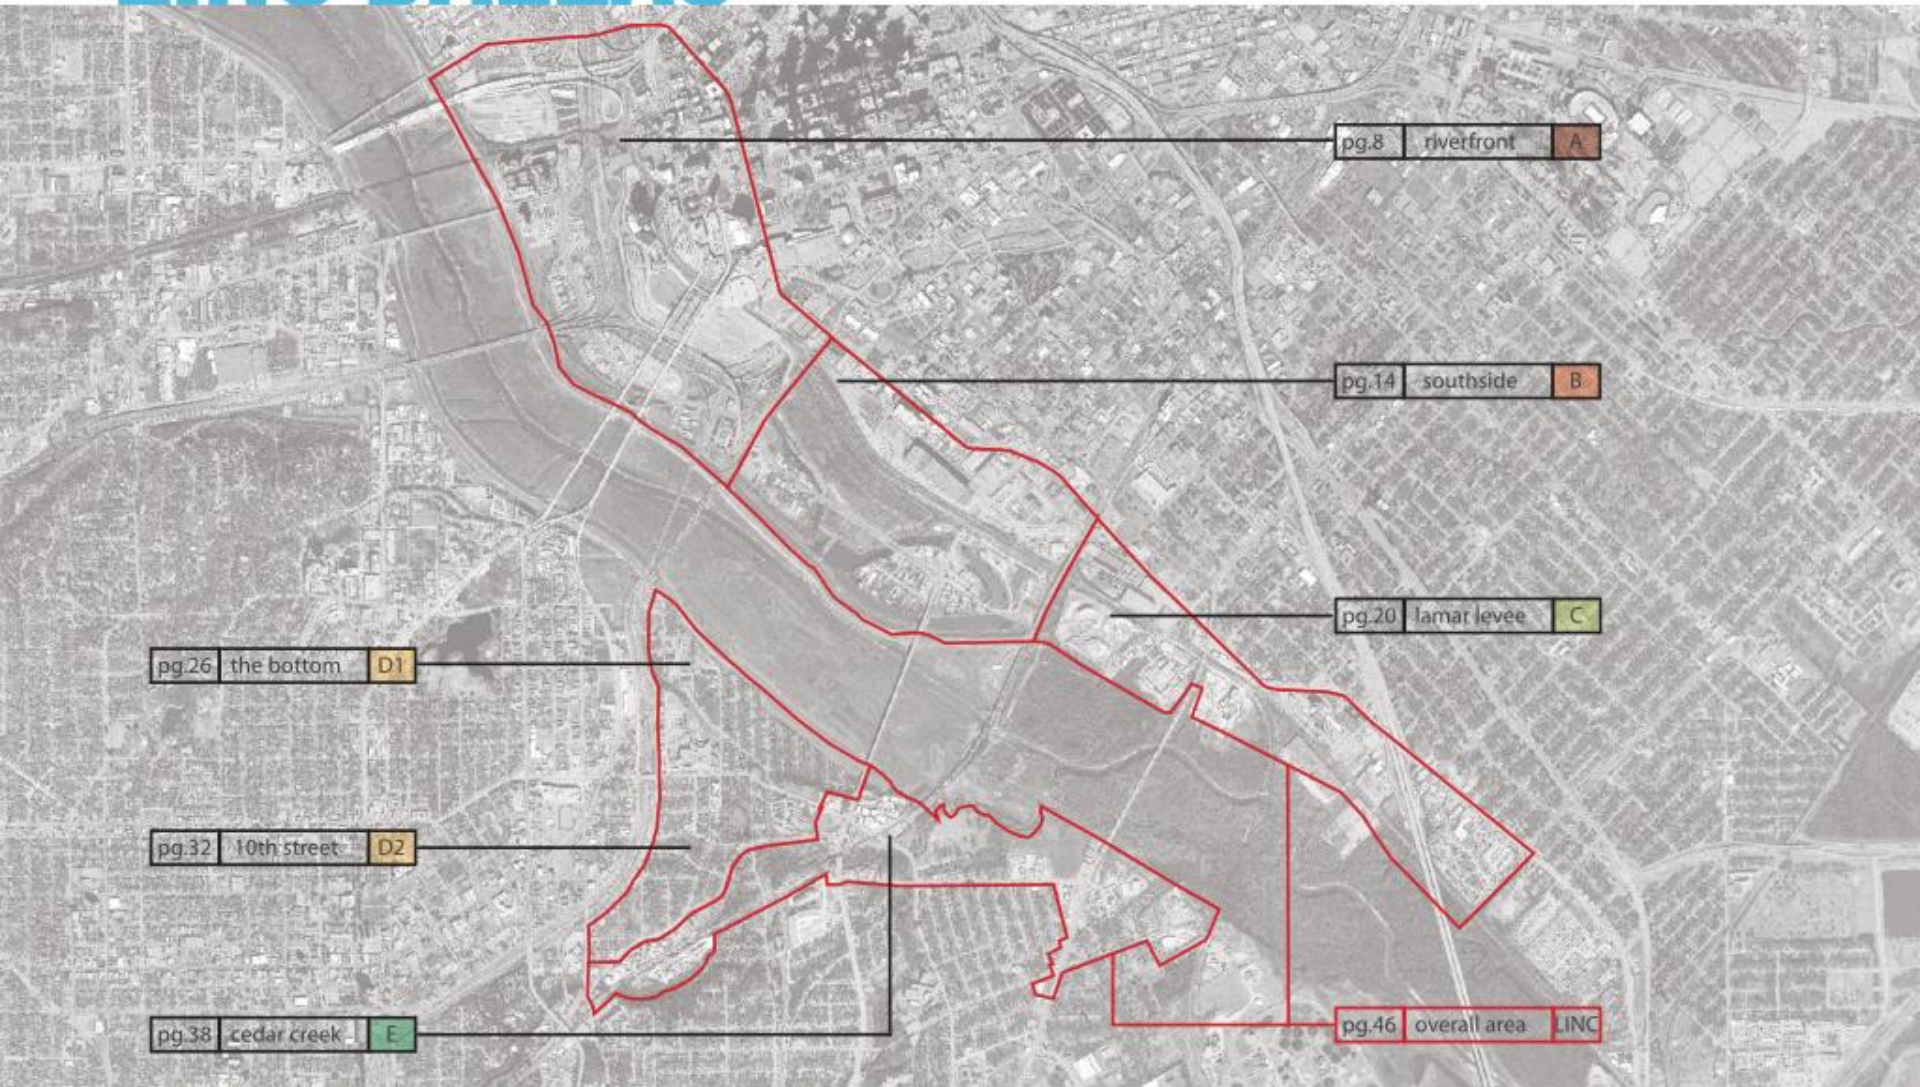 pg.8 riverfront A
pg.14 southside B
pg.20 lamar levee C
pg.26 the bottom D1
pg.32 10th street D2
pg.38 cedar creek E
pg.46 overall area LINC